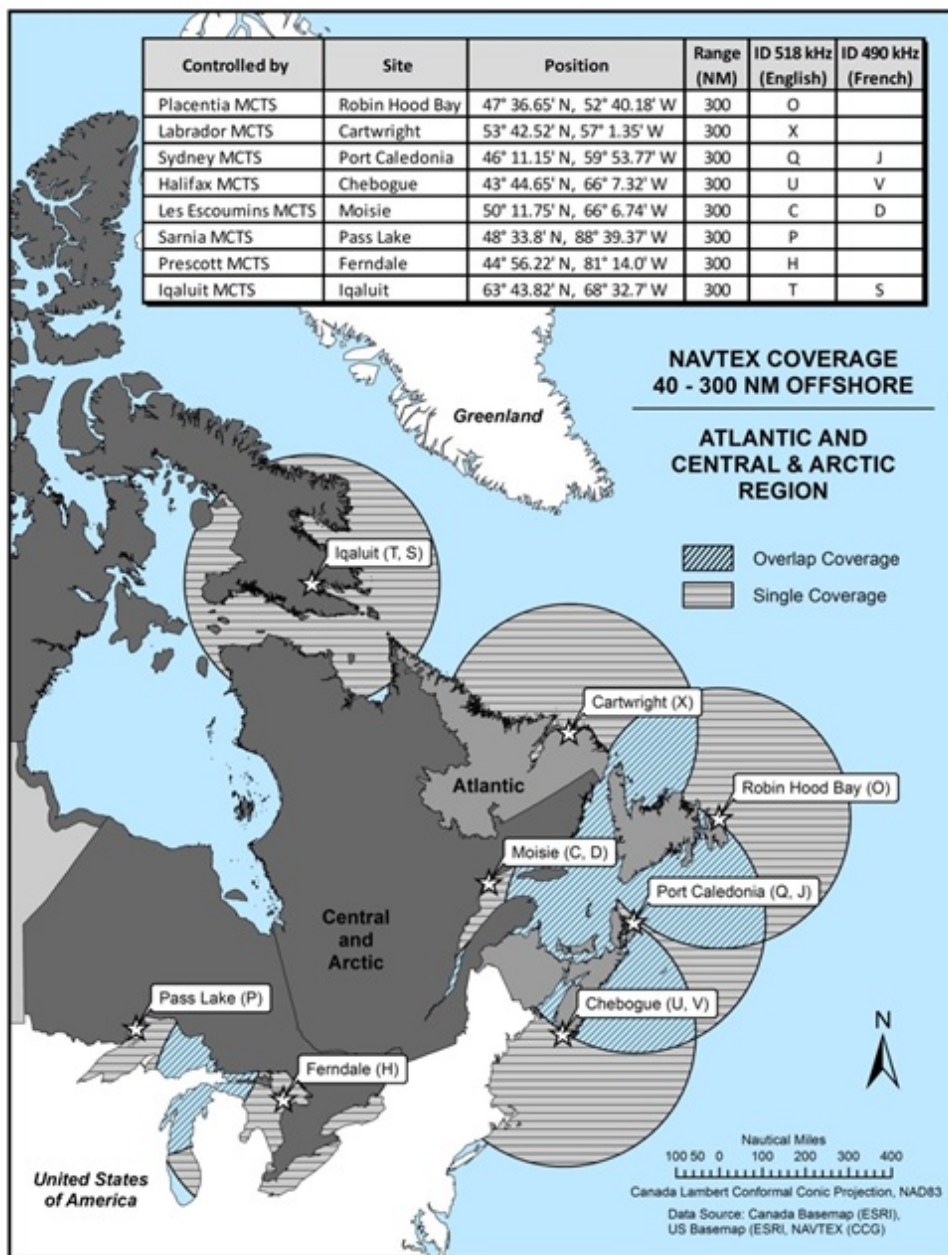 Controlled by Site Position Range (NM) ID 518 kHz (English) ID 490 kHz (French)
Placentia MCTS Robin Hood Bay 47° 36.65' N, 52° 40.18' W 300 O
Labrador MCTS Cartwright 53° 42.52' N, 57° 1.35' W 300 X
Sydney MCTS Port Caledonia 46° 11.15' N, 59° 53.77' W 300 Q J
Halifax MCTS Chebogue 43° 44.65' N, 66° 7.32' W 300 U V
Les Escoumins MCTS Moisie 50° 11.75' N, 66° 6.74' W 300 C D
Sarnia MCTS Pass Lake 48° 33.8' N, 88° 39.37' W 300 P
Prescott MCTS Ferndale 44° 56.22' N, 81° 14.0' W 300 H
Iqaluit MCTS Iqaluit 63° 43.82' N, 68° 32.7' W 300 T S
NAVTEX COVERAGE
40 - 300 NM OFFSHORE
ATLANTIC AND
CENTRAL & ARCTIC
REGION
Overlap Coverage
Single Coverage
Greenland
Iqaluit (T, S)
Cartwright (X)
Atlantic
Robin Hood Bay (O)
Moisie (C, D)
Port Caledonia (Q, J)
Central
and
Arctic
Pass Lake (P)
Chebogue (U, V)
Ferndale (H)
United States
of America
N
Nautical Miles
100 50 0 100 200 300 400
Canada Lambert Conformal Conic Projection, NAD83
Data Source: Canada Basemap (ESRI),
US Basemap (ESRI, NAVTEX (CCG)